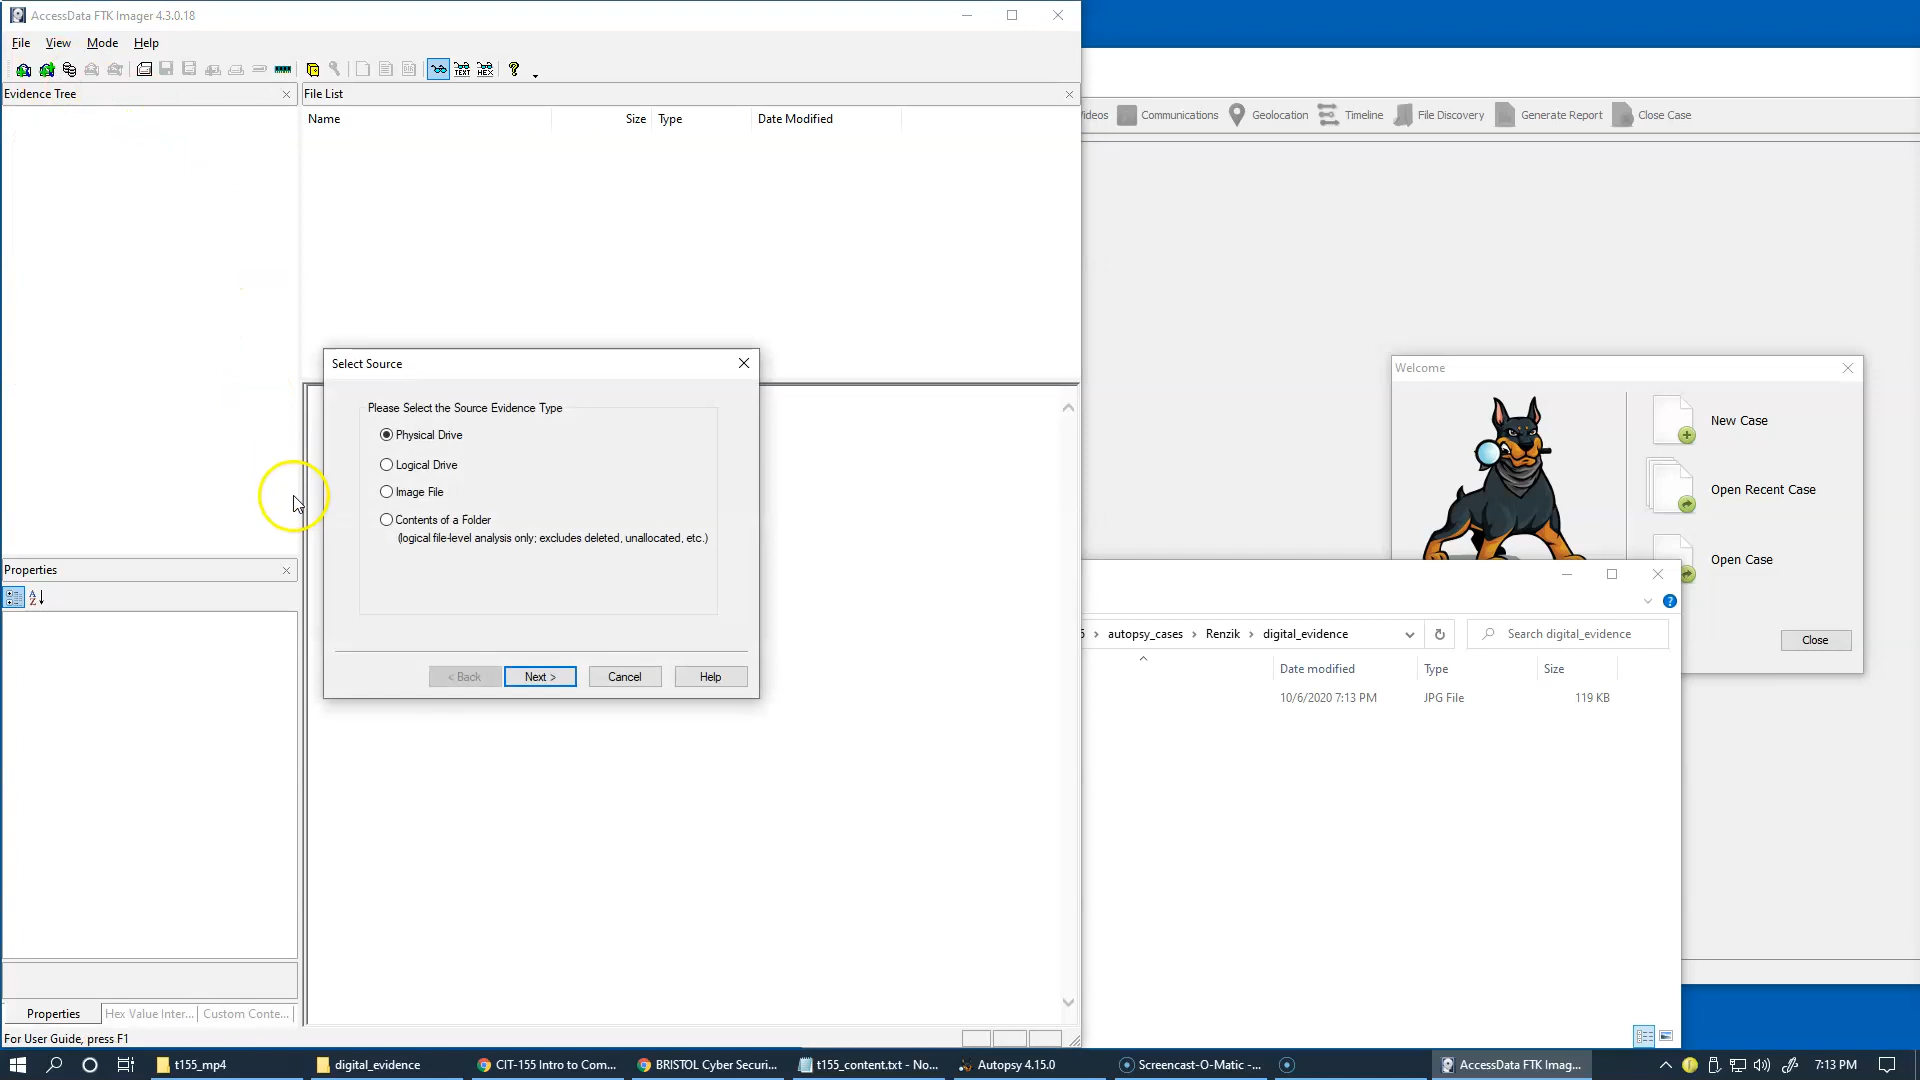 AccessData FTK Imager 4.3.0.18
File View Mode Help
TEXT HEX
Evidence Tree
File List
Name Size Type Date Modified
Select Source
Please Select the Source Evidence Type
Physical Drive
Logical Drive
Image File
Contents of a Folder
(logical file-level analysis only; excludes deleted, unallocated, etc.)
< Back Next > Cancel Help
Properties
Properties Hex Value Inter... Custom Conte...
For User Guide, press F1
ideos Communications Geolocation Timeline File Discovery Generate Report Close Case
Welcome
New Case
Open Recent Case
Open Case
Close
5 › autopsy_cases › Renzik › digital_evidence
Search digital_evidence
Date modified Type Size
10/6/2020 7:13 PM JPG File 119 KB
t155_mp4 digital_evidence CIT-155 Intro to Com... BRISTOL Cyber Securi... t155_content.txt - No... Autopsy 4.15.0 Screencast-O-Matic -... AccessData FTK Imag... 7:13 PM